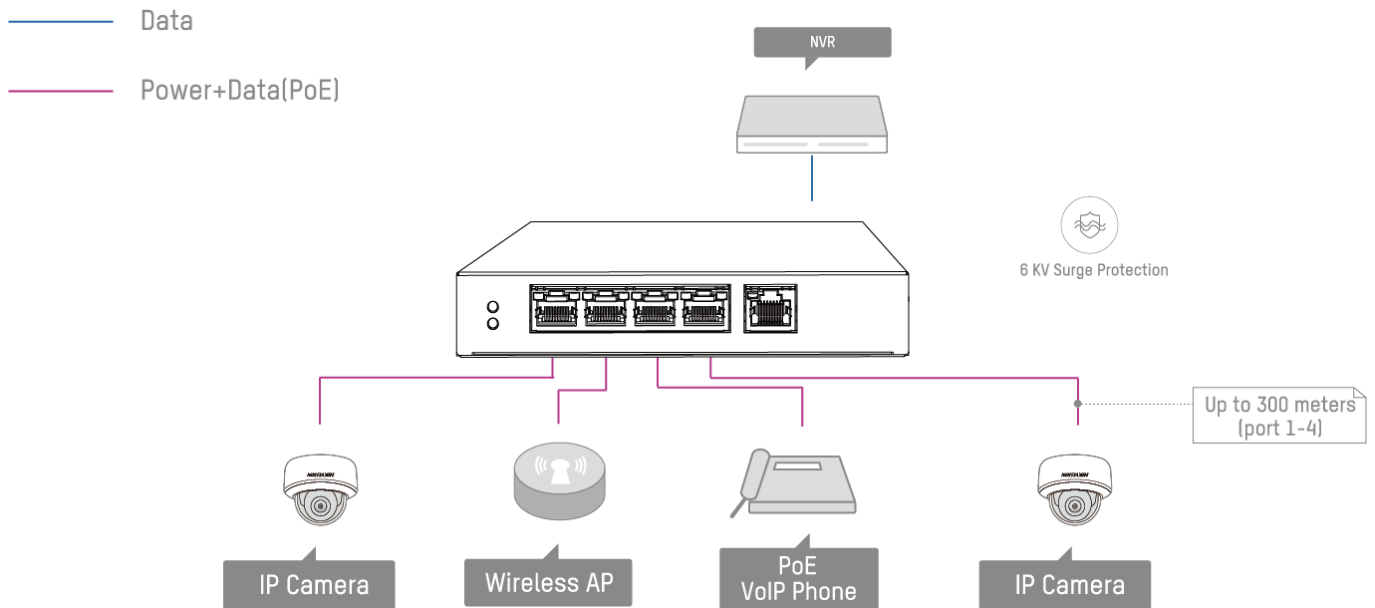 Data
Power+Data(PoE)
NVR
6 KV Surge Protection
Up to 300 meters
(port 1-4)
IP Camera
Wireless AP
PoE
VoIP Phone
IP Camera